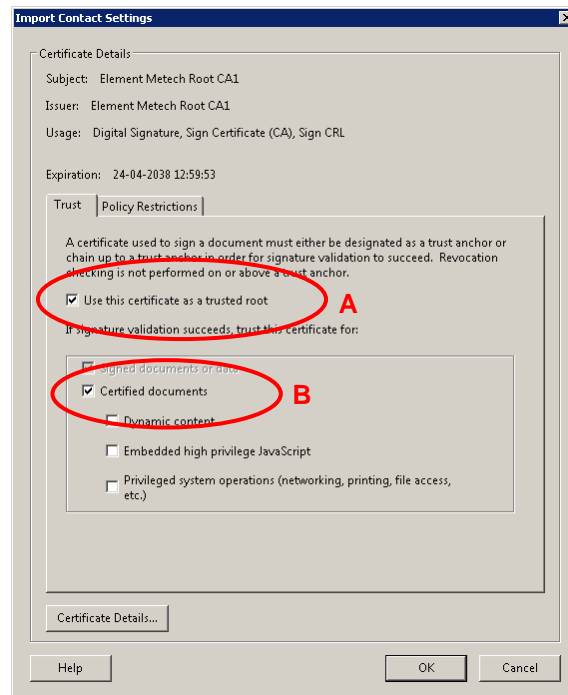 Import Contact Settings
Certificate Details
Subject: Element Metech Root CA1
Issuer: Element Metech Root CA1
Usage: Digital Signature, Sign Certificate (CA), Sign CRL
Expiration: 24-04-2038 12:59:53
Trust Policy Restrictions
A certificate used to sign a document must either be designated as a trust anchor or
chain up to a trust anchor in order for signature validation to succeed. Revocation
checking is not performed on or above a trust anchor.
Use this certificate as a trusted root
A
If signature validation succeeds, trust this certificate for:
Signed documents or data
Certified documents
B
Dynamic content
Embedded high privilege JavaScript
Privileged system operations (networking, printing, file access,
etc.)
Certificate Details...
Help OK Cancel